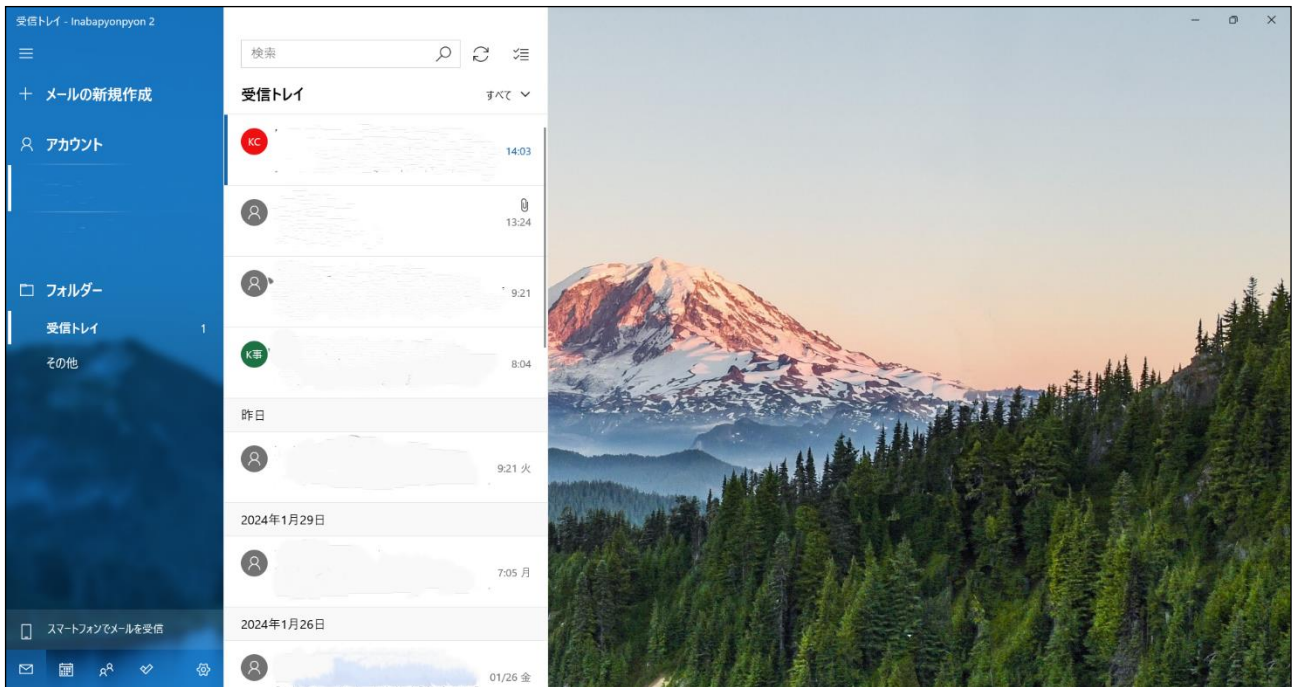 受信トレイ - Inabapyonpyon 2
メールの新規作成
アカウント
フォルダー
受信トレイ 1
その他
スマートフォンでメールを受信
検索
受信トレイ すべて
KC 14:03
13:24
9:21
K事 8:04
昨日
9:21 火
2024年1月29日
7:05 月
2024年1月26日
01/26 金